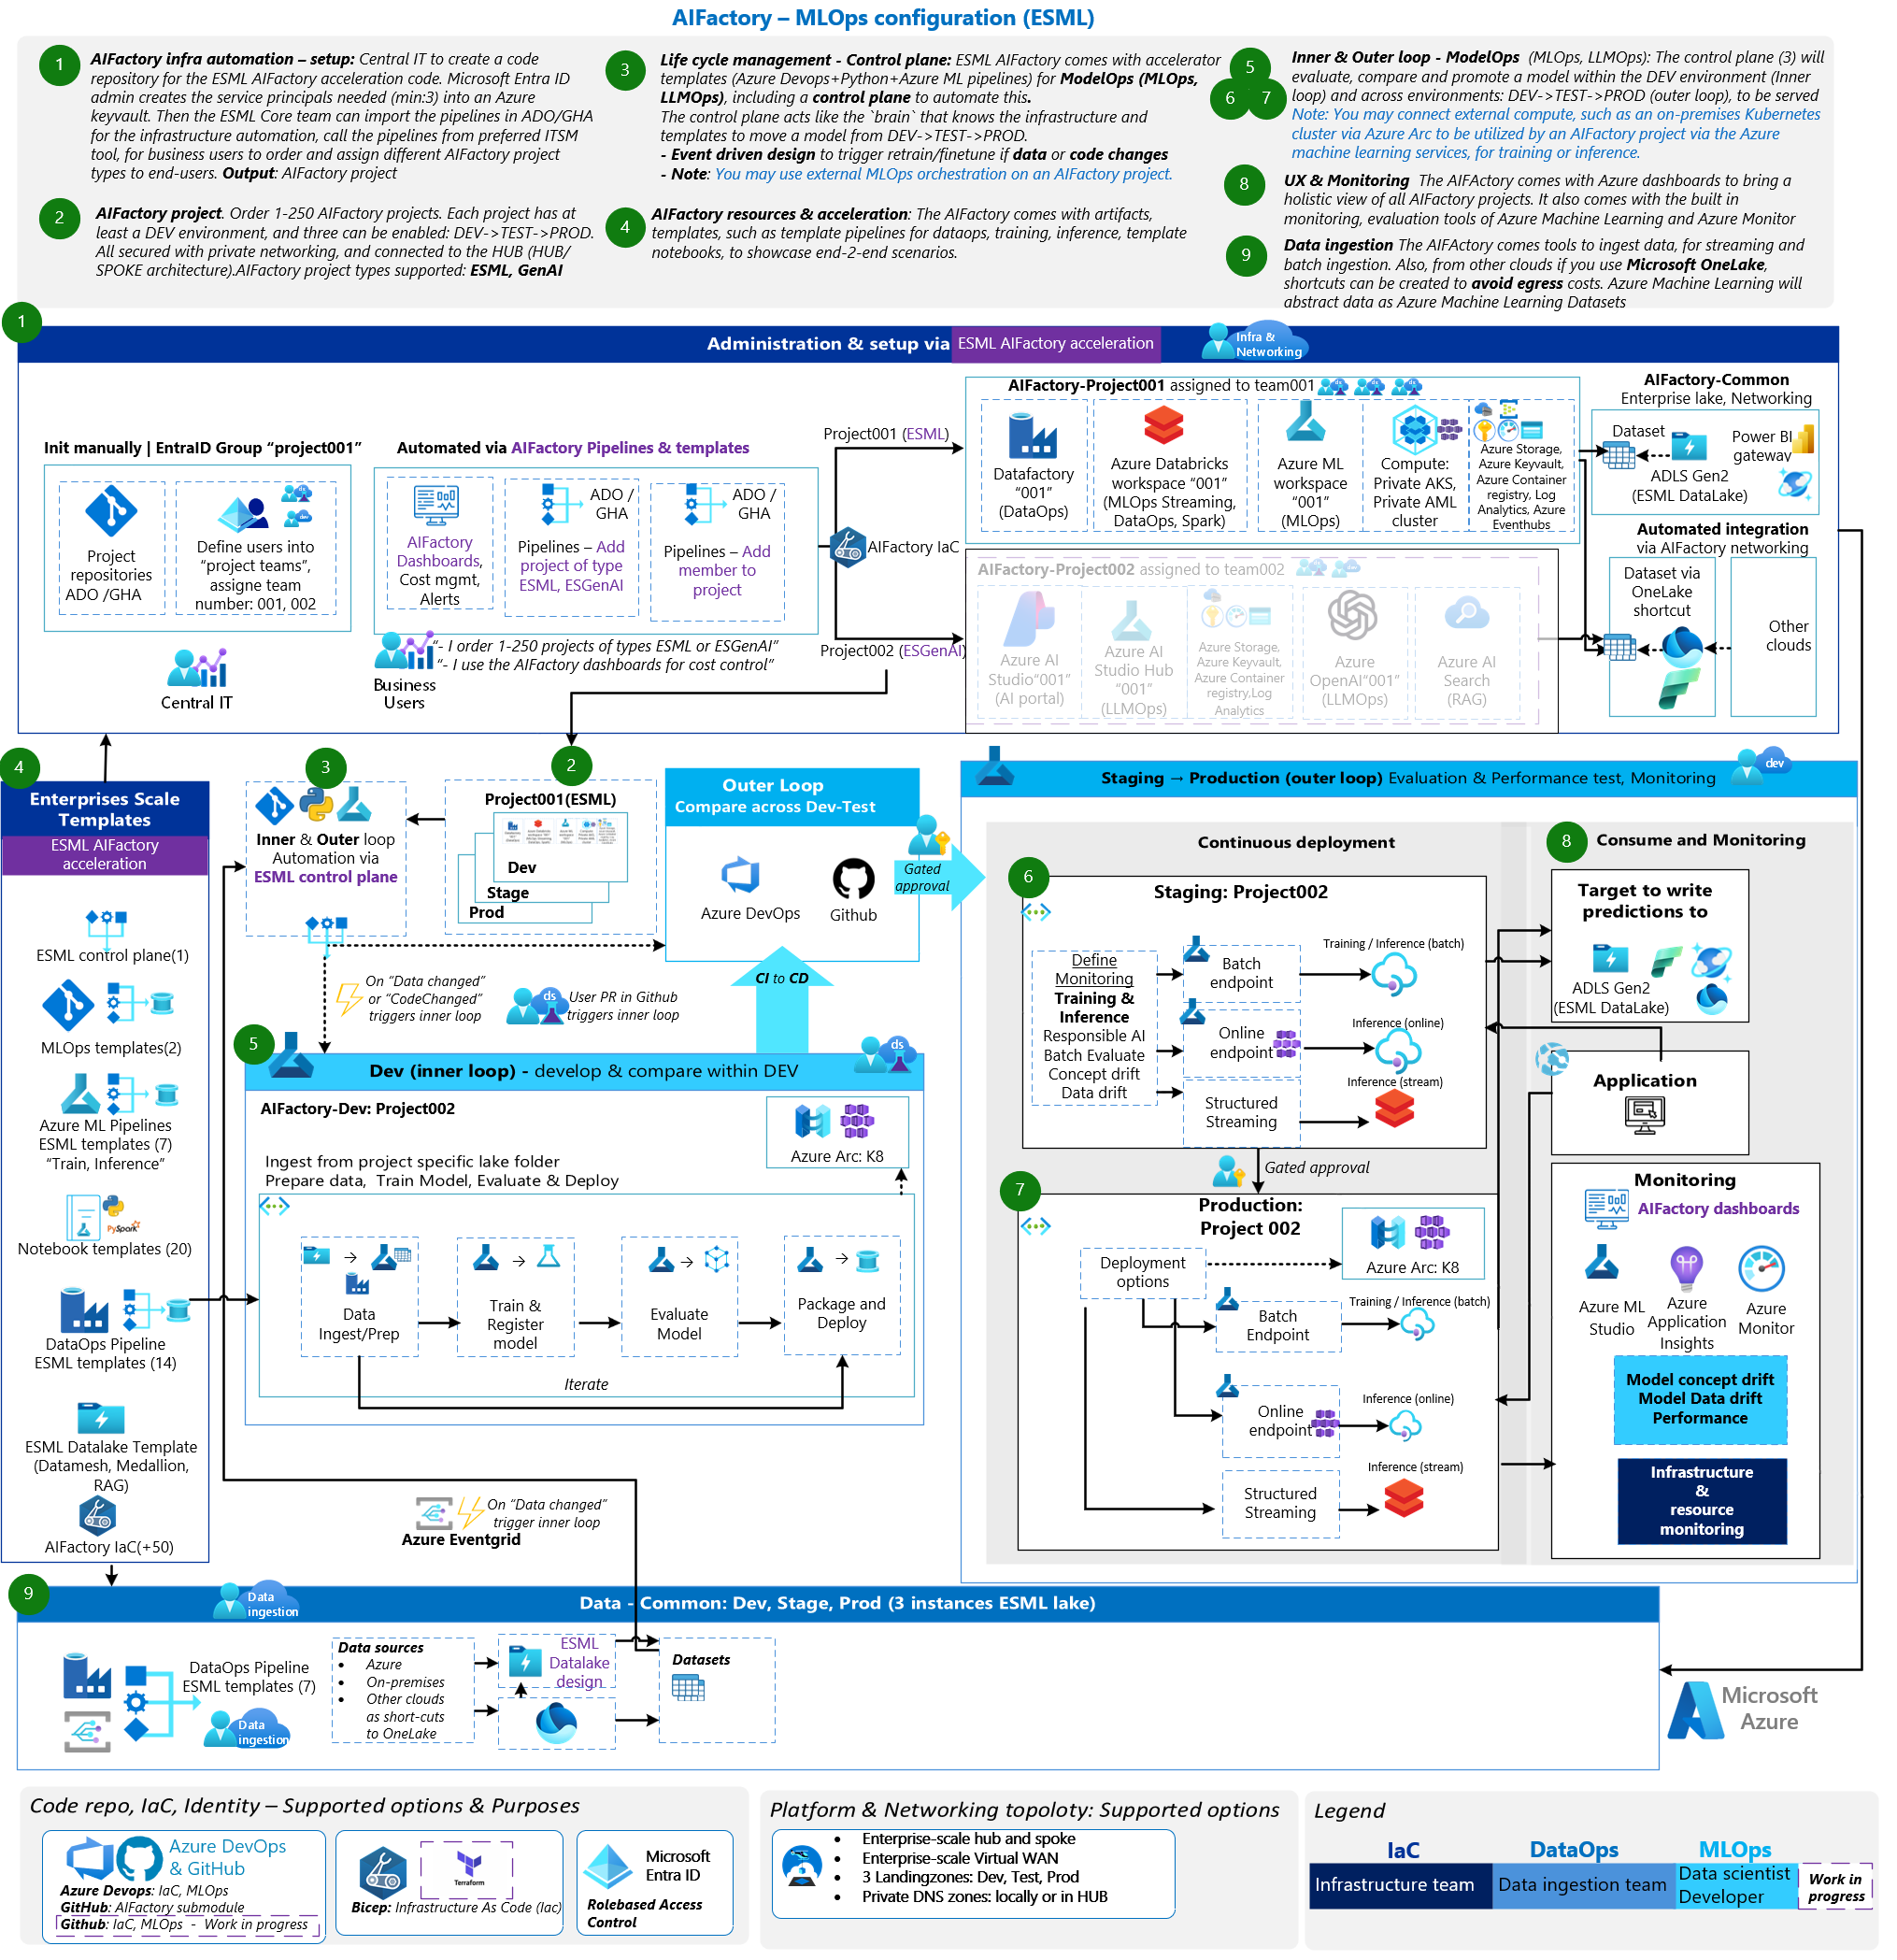 AIFactory – MLOps configuration (ESML)
1
AIFactory infra automation – setup: Central IT to create a code
repository for the ESML AIFactory acceleration code. Microsoft Entra ID
admin creates the service principals needed (min:3) into an Azure
keyvault. Then the ESML Core team can import the pipelines in ADO/GHA
for the infrastructure automation, call the pipelines from preferred ITSM
tool, for business users to order and assign different AIFactory project
types to end-users. Output: AIFactory project
2
AIFactory project. Order 1-250 AIFactory projects. Each project has at
least a DEV environment, and three can be enabled: DEV->TEST->PROD.
All secured with private networking, and connected to the HUB (HUB/
SPOKE architecture).AIFactory project types supported: ESML, GenAI
3
Life cycle management - Control plane: ESML AIFactory comes with accelerator
templates (Azure Devops+Python+Azure ML pipelines) for ModelOps (MLOps,
LLMOps), including a control plane to automate this.
The control plane acts like the `brain` that knows the infrastructure and
templates to move a model from DEV->TEST->PROD.
- Event driven design to trigger retrain/finetune if data or code changes
- Note: You may use external MLOps orchestration on an AIFactory project.
4
AIFactory resources & acceleration: The AIFactory comes with artifacts,
templates, such as template pipelines for dataops, training, inference, template
notebooks, to showcase end-2-end scenarios.
5
6
7
Inner & Outer loop - ModelOps (MLOps, LLMOps): The control plane (3) will
evaluate, compare and promote a model within the DEV environment (Inner
loop) and across environments: DEV->TEST->PROD (outer loop), to be served
Note: You may connect external compute, such as an on-premises Kubernetes
cluster via Azure Arc to be utilized by an AIFactory project via the Azure
machine learning services, for training or inference.
8
UX & Monitoring The AIFActory comes with Azure dashboards to bring a
holistic view of all AIFactory projects. It also comes with the built in
monitoring, evaluation tools of Azure Machine Learning and Azure Monitor
9
Data ingestion The AIFActory comes tools to ingest data, for streaming and
batch ingestion. Also, from other clouds if you use Microsoft OneLake,
shortcuts can be created to avoid egress costs. Azure Machine Learning will
abstract data as Azure Machine Learning Datasets
1
Administration & setup via ESML AIFactory acceleration
Infra &
Networking
Init manually | EntraID Group “project001”
Project
repositories
ADO /GHA
Define users into
“project teams”,
assigne team
number: 001, 002
Central IT
Automated via AIFactory Pipelines & templates
AIFactory
Dashboards,
Cost mgmt,
Alerts
ADO /
GHA
Pipelines – Add
project of type
ESML, ESGenAI
ADO /
GHA
Pipelines – Add
member to
project
Business
Users
“- I order 1-250 projects of types ESML or ESGenAI”
“- I use the AIFactory dashboards for cost control”
Project001 (ESML)
AIFactory IaC
Project002 (ESGenAI)
AIFactory-Project001 assigned to team001
Datafactory
“001”
(DataOps)
Azure Databricks
workspace “001”
(MLOps Streaming,
DataOps, Spark)
Azure ML
workspace
“001”
(MLOps)
Compute:
Private AKS,
Private AML
cluster
Azure Storage,
Azure Keyvault,
Azure Container
registry, Log
Analytics, Azure
Eventhubs
AIFactory-Project002 assigned to team002
Azure AI
Studio“001”
(AI portal)
Azure AI
Studio Hub
“001”
(LLMOps)
Azure Storage,
Azure Keyvault,
Azure Container
registry,Log
Analytics
Azure
OpenAI“001”
(LLMOps)
Azure AI
Search
(RAG)
AIFactory-Common
Enterprise lake, Networking
Dataset
ADLS Gen2
(ESML DataLake)
Power BI
gateway
Automated integration
via AIFactory networking
Dataset via
OneLake
shortcut
Other
clouds
4
Enterprises Scale
Templates
ESML AIFactory
acceleration
ESML control plane(1)
MLOps templates(2)
Azure ML Pipelines
ESML templates (7)
“Train, Inference”
PySpark
Notebook templates (20)
DataOps Pipeline
ESML templates (14)
ESML Datalake Template
(Datamesh, Medallion,
RAG)
AIFactory IaC(+50)
3
Inner & Outer loop
Automation via
ESML control plane
2
Project001(ESML)
Dev
Stage
Prod
Outer Loop
Compare across Dev-Test
Azure DevOps
Github
Gated
approval
On “Data changed”
or “CodeChanged”
triggers inner loop
ds
User PR in Github
triggers inner loop
CI to CD
5
Dev (inner loop) - develop & compare within DEV
ds
AIFactory-Dev: Project002
Azure Arc: K8
Ingest from project specific lake folder
Prepare data, Train Model, Evaluate & Deploy
Data
Ingest/Prep
Train &
Register
model
Evaluate
Model
Package and
Deploy
Iterate
On “Data changed”
trigger inner loop
Azure Eventgrid
Staging → Production (outer loop) Evaluation & Performance test, Monitoring
dev
Continuous deployment
6
Staging: Project002
Define
Monitoring
Training &
Inference
Responsible AI
Batch Evaluate
Concept drift
Data drift
Batch
endpoint
Training / Inference (batch)
Online
endpoint
Inference (online)
Structured
Streaming
Inference (stream)
Gated approval
7
Production:
Project 002
Deployment
options
Azure Arc: K8
Batch
Endpoint
Training / Inference (batch)
Online
endpoint
Inference (online)
Structured
Streaming
Inference (stream)
8
Consume and Monitoring
Target to write
predictions to
ADLS Gen2
(ESML DataLake)
Application
Monitoring
AIFactory dashboards
Azure ML
Studio
Azure
Application
Insights
Azure
Monitor
Model concept drift
Model Data drift
Performance
Infrastructure
&
resource
monitoring
9
Data
ingestion
Data - Common: Dev, Stage, Prod (3 instances ESML lake)
DataOps Pipeline
ESML templates (7)
Data
ingestion
Data sources
• Azure
• On-premises
• Other clouds
as short-cuts
to OneLake
ESML
Datalake
design
Datasets
Microsoft
Azure
Code repo, IaC, Identity – Supported options & Purposes
Azure DevOps
& GitHub
Azure Devops: IaC, MLOps
GitHub: AIFactory submodule
Github: IaC, MLOps - Work in progress
Terraform
Bicep: Infrastructure As Code (Iac)
Microsoft
Entra ID
Rolebased Access
Control
Platform & Networking topoloty: Supported options
• Enterprise-scale hub and spoke
• Enterprise-scale Virtual WAN
• 3 Landingzones: Dev, Test, Prod
• Private DNS zones: locally or in HUB
Legend
IaC
DataOps
MLOps
Infrastructure team
Data ingestion team
Data scientist
Developer
Work in
progress